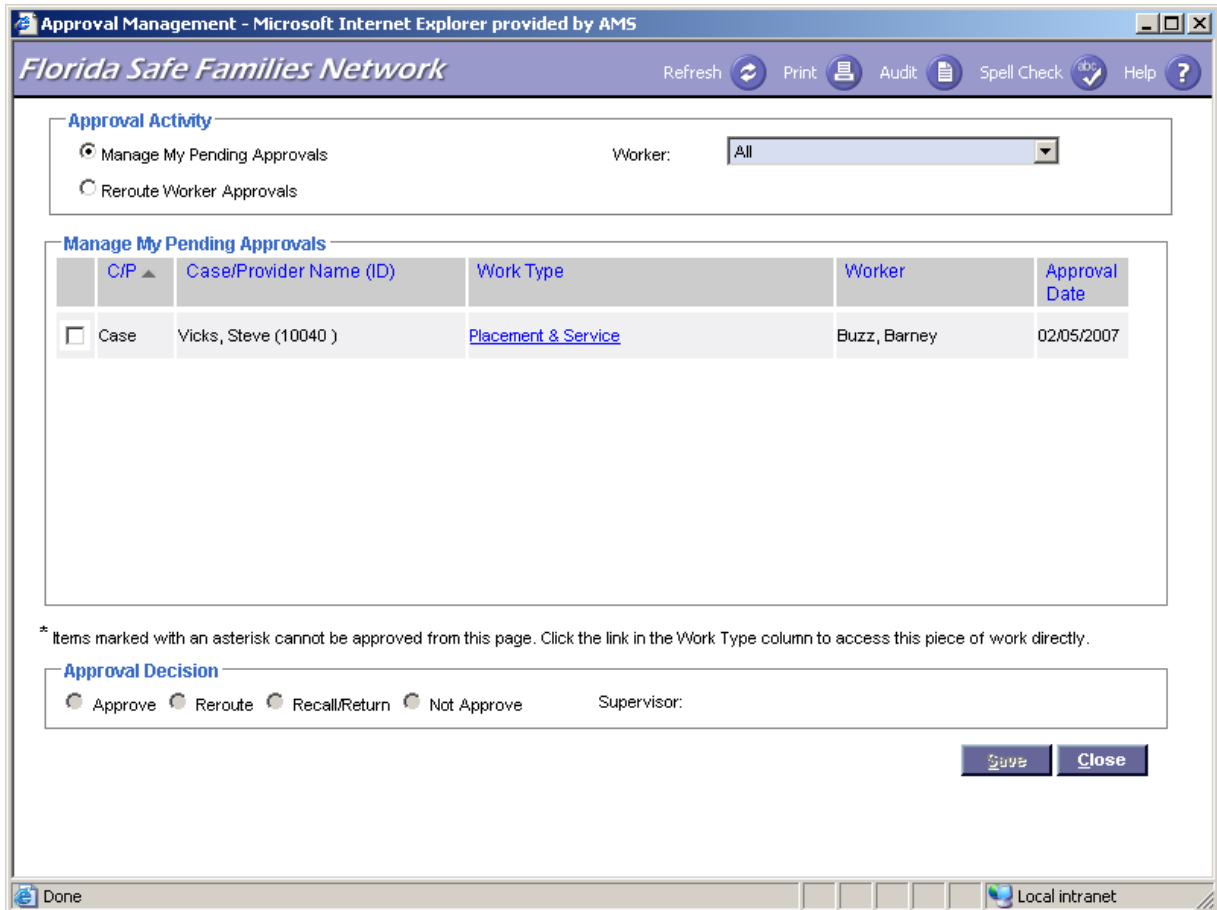 Approval Management - Microsoft Internet Explorer provided by AMS
Florida Safe Families Network Refresh Print Audit abc Spell Check Help ?
Approval Activity
Manage My Pending Approvals Worker: All
Reroute Worker Approvals
Manage My Pending Approvals
C/P Case/Provider Name (ID) Work Type Worker Approval
Date
Case Vicks, Steve (10040 ) Placement & Service Buzz, Barney 02/05/2007
* Items marked with an asterisk cannot be approved from this page. Click the link in the Work Type column to access this piece of work directly.
Approval Decision
Approve Reroute Recall/Return Not Approve Supervisor:
Save Close
Done Local intranet